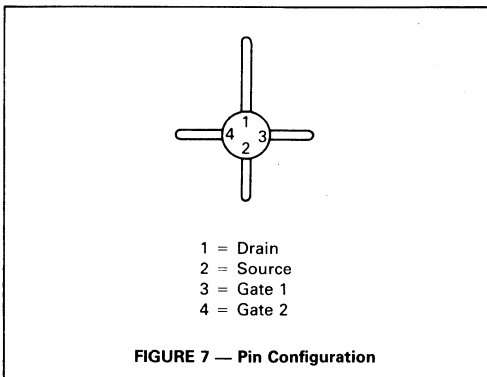 1
4 3
2
1 = Drain
2 = Source
3 = Gate 1
4 = Gate 2
FIGURE 7 — Pin Configuration